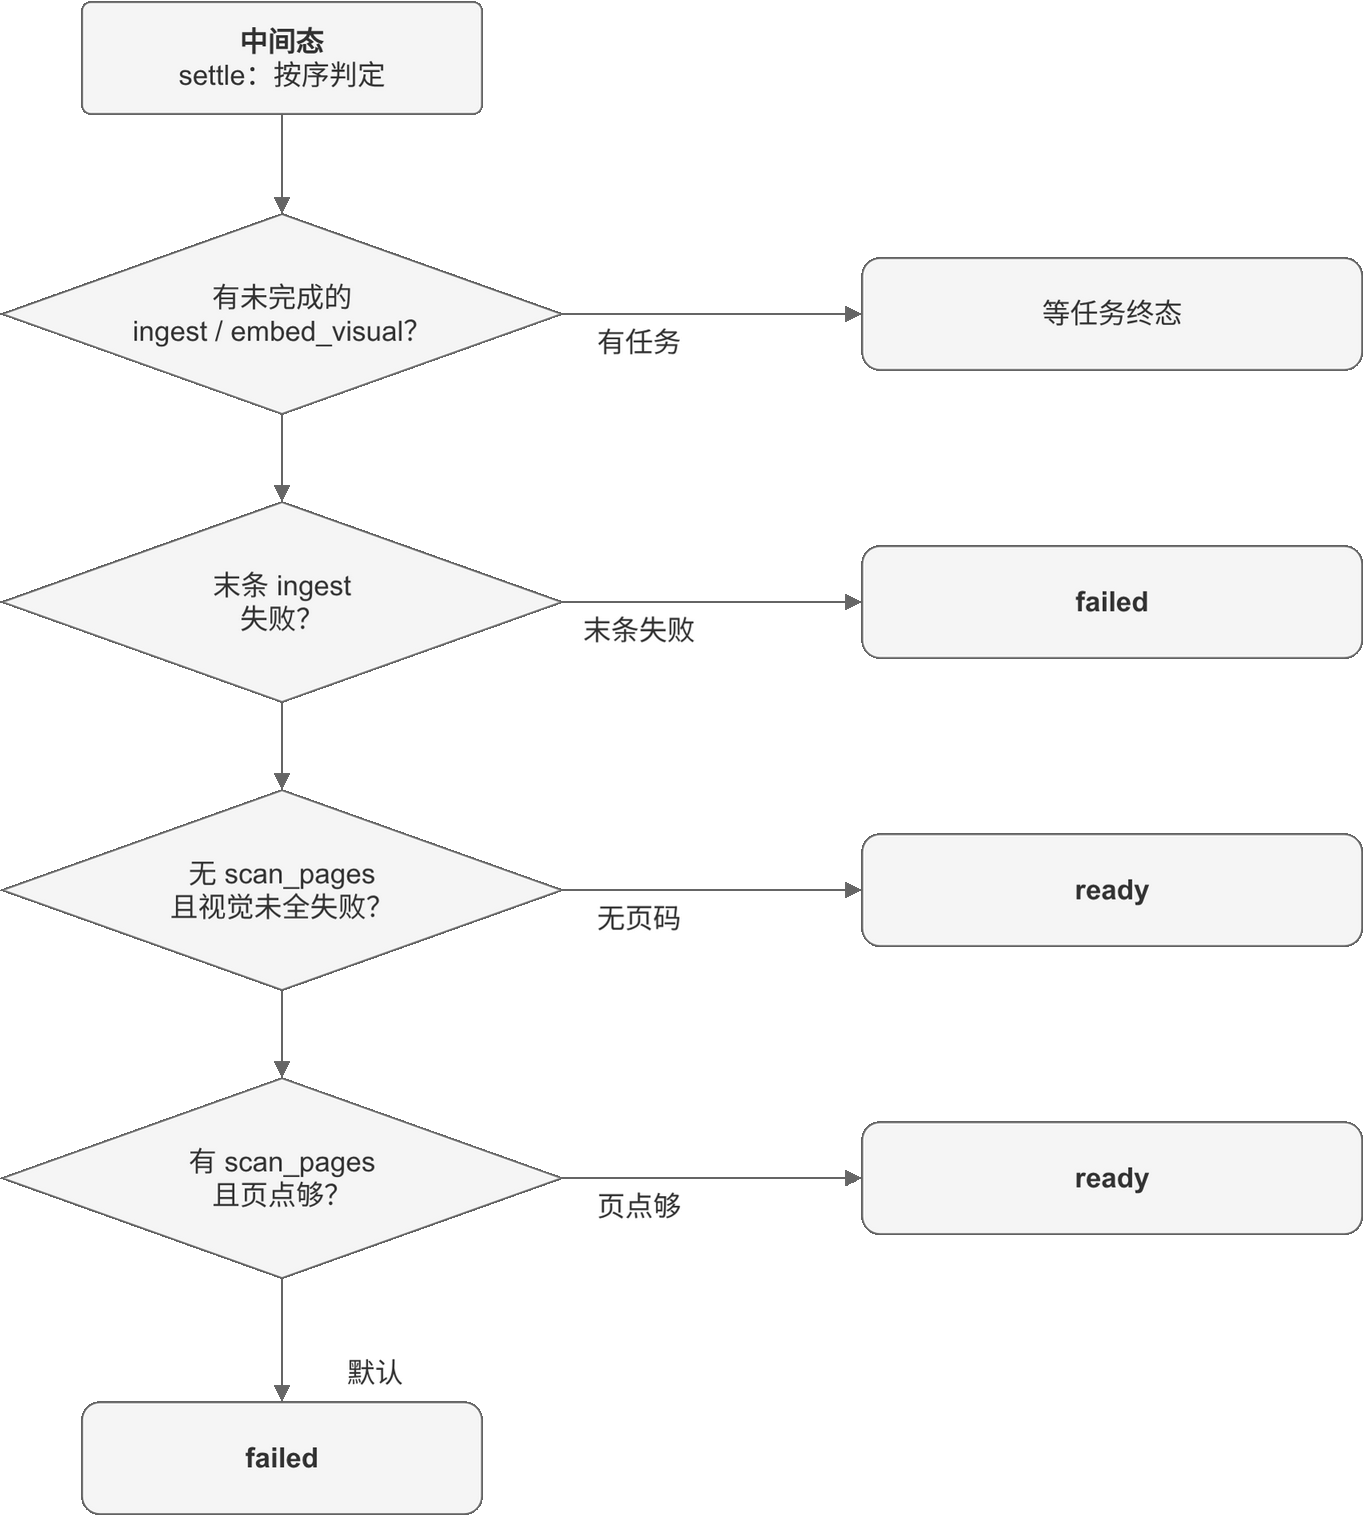 中间态
settle：按序判定
有未完成的
ingest / embed_visual？
有任务
等任务终态
末条 ingest
失败？
末条失败
failed
无 scan_pages
且视觉未全失败？
无页码
ready
有 scan_pages
且页点够？
页点够
ready
默认
failed